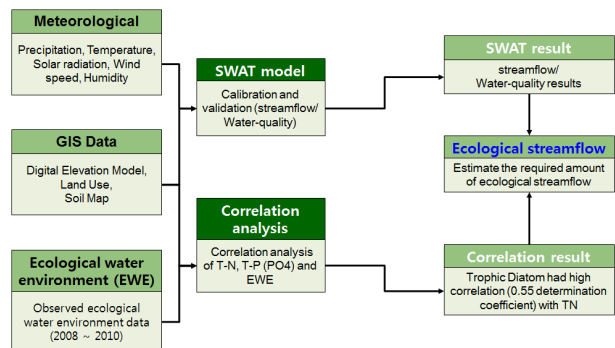 Meteorological
Precipitation, Temperature,
Solar radiation, Wind
speed, Humidity
GIS Data
Digital Elevation Model,
Land Use,
Soil Map
Ecological water
environment (EWE)
Observed ecological
water environment data
(2008 ~ 2010)
SWAT model
Calibration and
validation (streamflow/
Water-quality)
Correlation
analysis
Correlation analysis
of T-N, T-P (PO4) and
EWE
SWAT result
streamflow/
Water-quality results
Ecological streamflow
Estimate the required amount
of ecological streamflow
Correlation result
Trophic Diatom had high
correlation (0.55 determination
coefficient) with TN